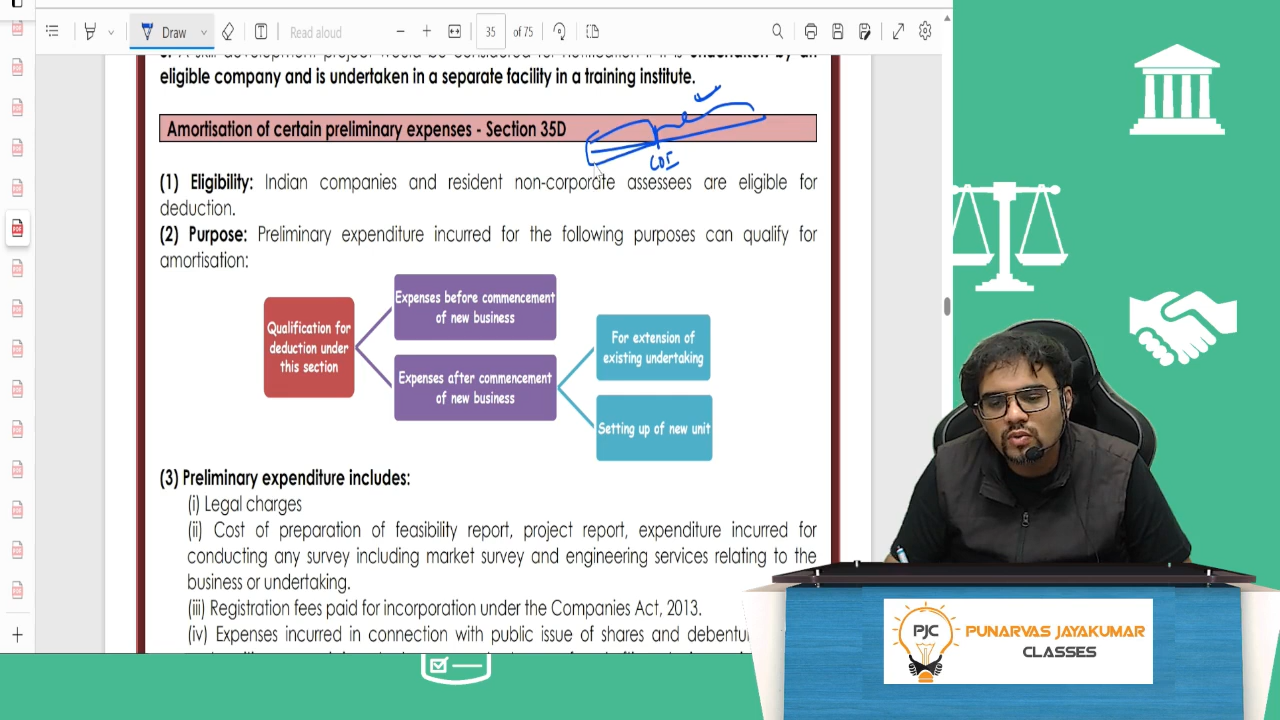 Draw
Read aloud
35 of 75
eligible company and is undertaken in a separate facility in a training institute.
Amortisation of certain preliminary expenses - Section 35D
(1) Eligibility: Indian companies and resident non-corporate assessees are eligible for
deduction.
(2) Purpose: Preliminary expenditure incurred for the following purposes can qualify for
amortisation:
Qualification for
deduction under
this section
Expenses before commencement
of new business
Expenses after commencement
of new business
For extension of
existing undertaking
Setting up of new unit
(3) Preliminary expenditure includes:
(i) Legal charges
(ii) Cost of preparation of feasibility report, project report, expenditure incurred for
conducting any survey including market survey and engineering services relating to the
business or undertaking.
(iii) Registration fees paid for incorporation under the Companies Act, 2013.
(iv) Expenses incurred in connection with public issue of shares and
PJC
PUNARVAS JAYAKUMAR
CLASSES